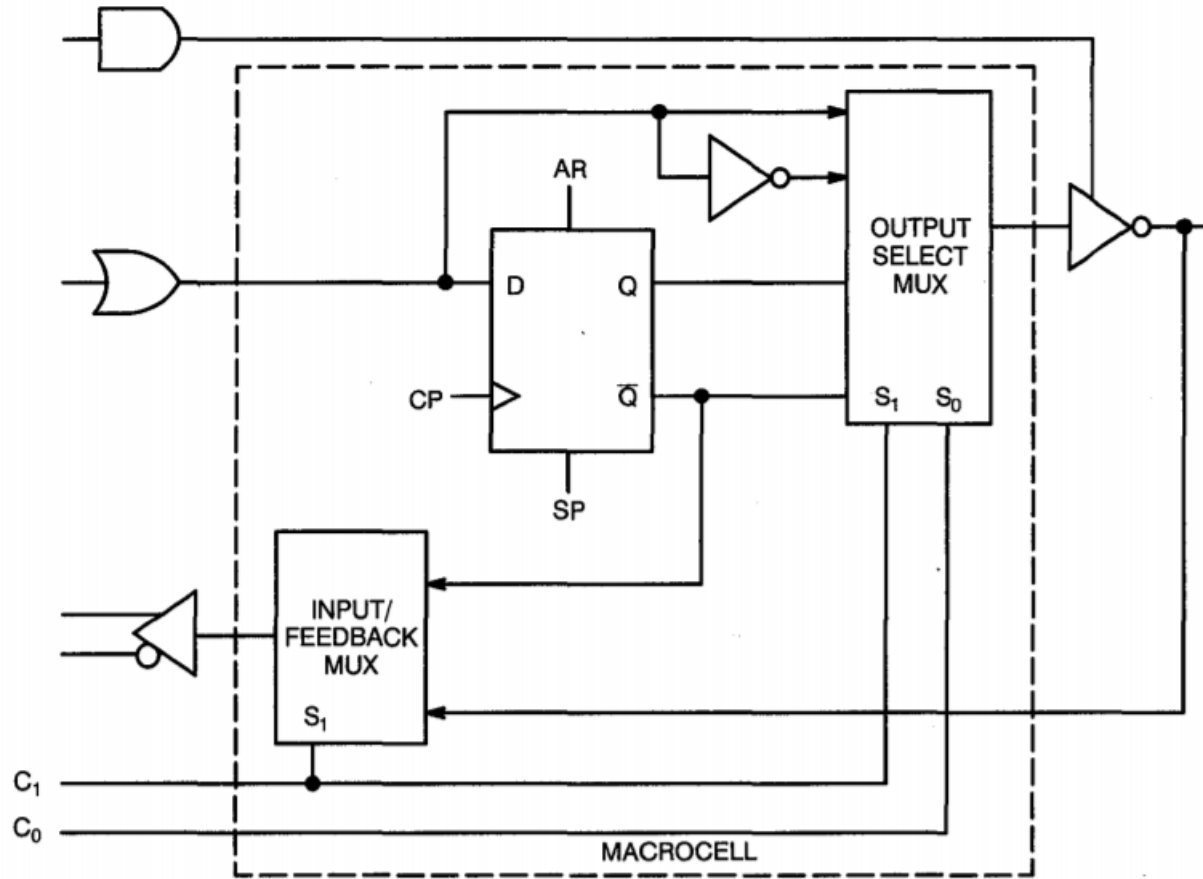 AR
OUTPUT
SELECT
MUX
D
Q
CP
Q̅
S₁
S₀
SP
INPUT/
FEEDBACK
MUX
S₁
C₁
C₀
MACROCELL